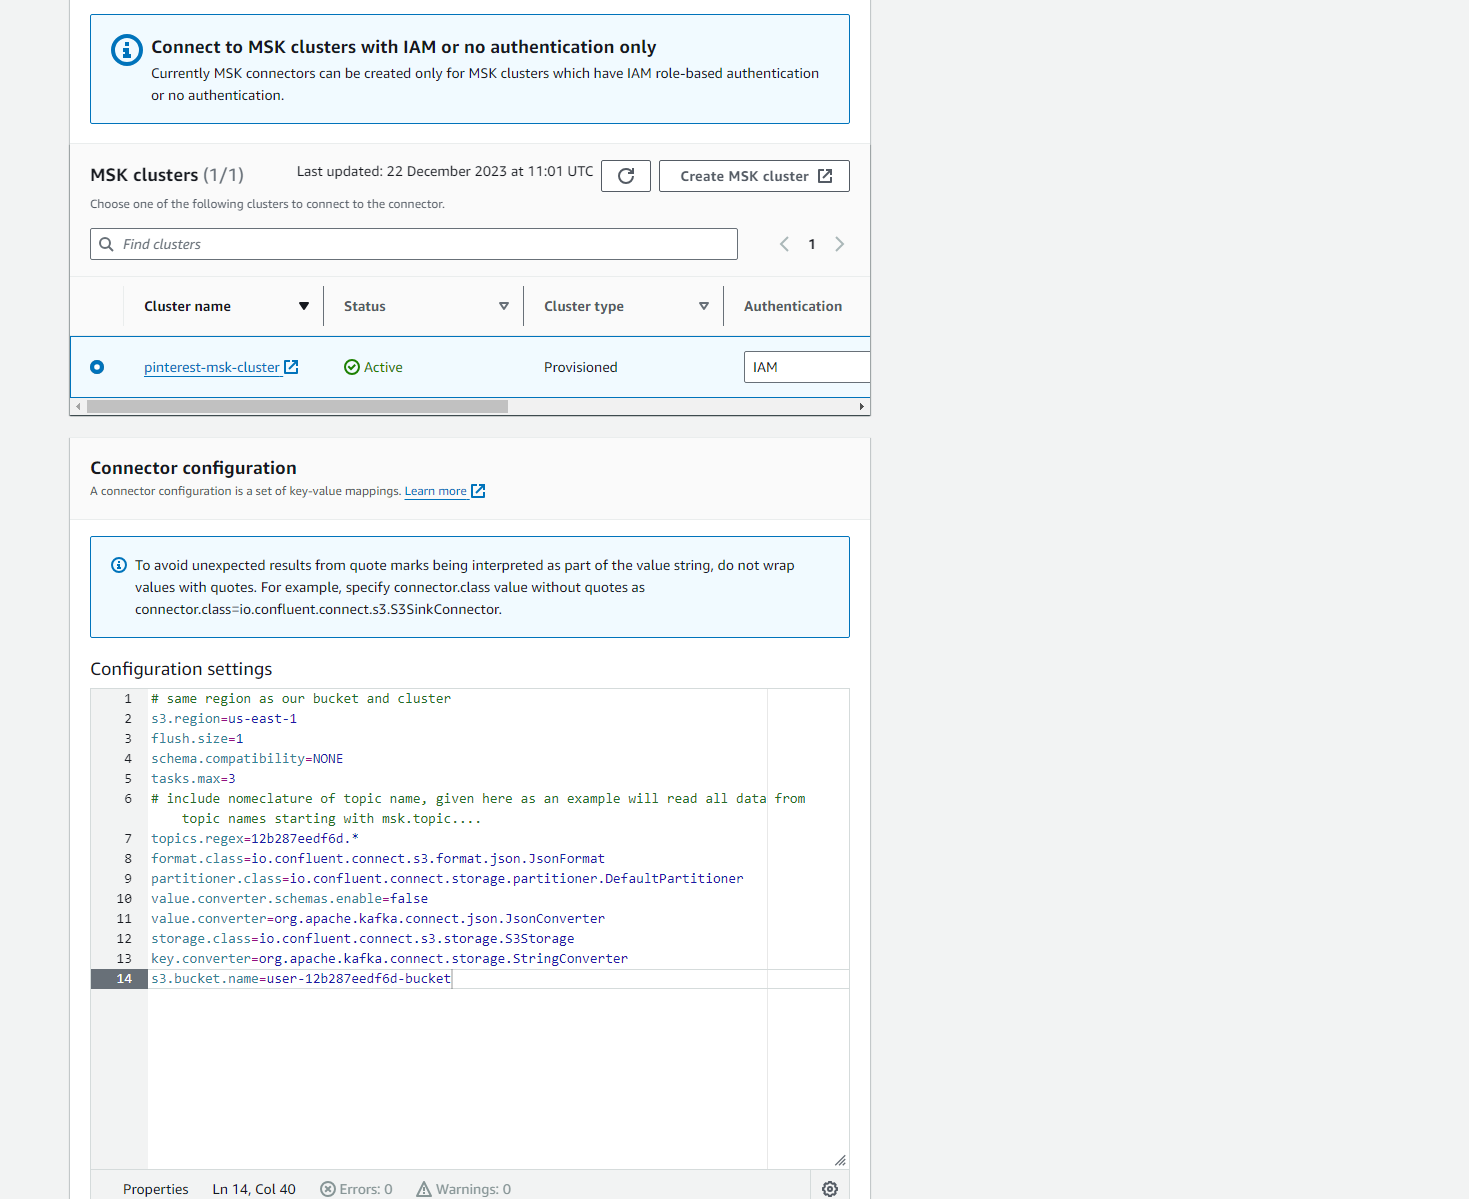 Connect to MSK clusters with IAM or no authentication only
Currently MSK connectors can be created only for MSK clusters which have IAM role-based authentication
or no authentication.
MSK clusters (1/1)
Last updated: 22 December 2023 at 11:01 UTC
Create MSK cluster
Choose one of the following clusters to connect to the connector.
Find clusters
1
Cluster name Status Cluster type Authentication
pinterest-msk-cluster Active Provisioned IAM
Connector configuration
A connector configuration is a set of key-value mappings. Learn more
To avoid unexpected results from quote marks being interpreted as part of the value string, do not wrap
values with quotes. For example, specify connector.class value without quotes as
connector.class=io.confluent.connect.s3.S3SinkConnector.
Configuration settings
1 # same region as our bucket and cluster
2 s3.region=us-east-1
3 flush.size=1
4 schema.compatibility=NONE
5 tasks.max=3
6 # include nomeclature of topic name, given here as an example will read all data from
topic names starting with msk.topic....
7 topics.regex=12b287eedf6d.*
8 format.class=io.confluent.connect.s3.format.json.JsonFormat
9 partitioner.class=io.confluent.connect.storage.partitioner.DefaultPartitioner
10 value.converter.schemas.enable=false
11 value.converter=org.apache.kafka.connect.json.JsonConverter
12 storage.class=io.confluent.connect.s3.storage.S3Storage
13 key.converter=org.apache.kafka.connect.storage.StringConverter
14 s3.bucket.name=user-12b287eedf6d-bucket
Properties Ln 14, Col 40 Errors: 0 Warnings: 0